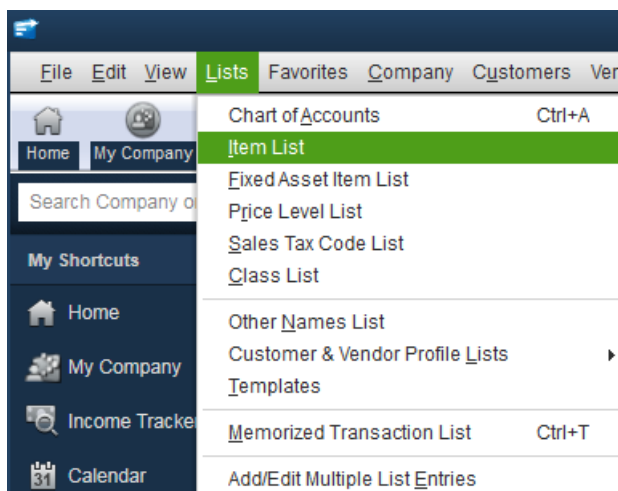 File Edit View Lists Favorites Company Customers
Home My Company
Search Company
My Shortcuts
Home
My Company
Income Tracker
31 Calendar
Chart of Accounts Ctrl+A
Item List
Fixed Asset Item List
Price Level List
Sales Tax Code List
Class List
Other Names List
Customer & Vendor Profile Lists
Templates
Memorized Transaction List Ctrl+T
Add/Edit Multiple List Entries